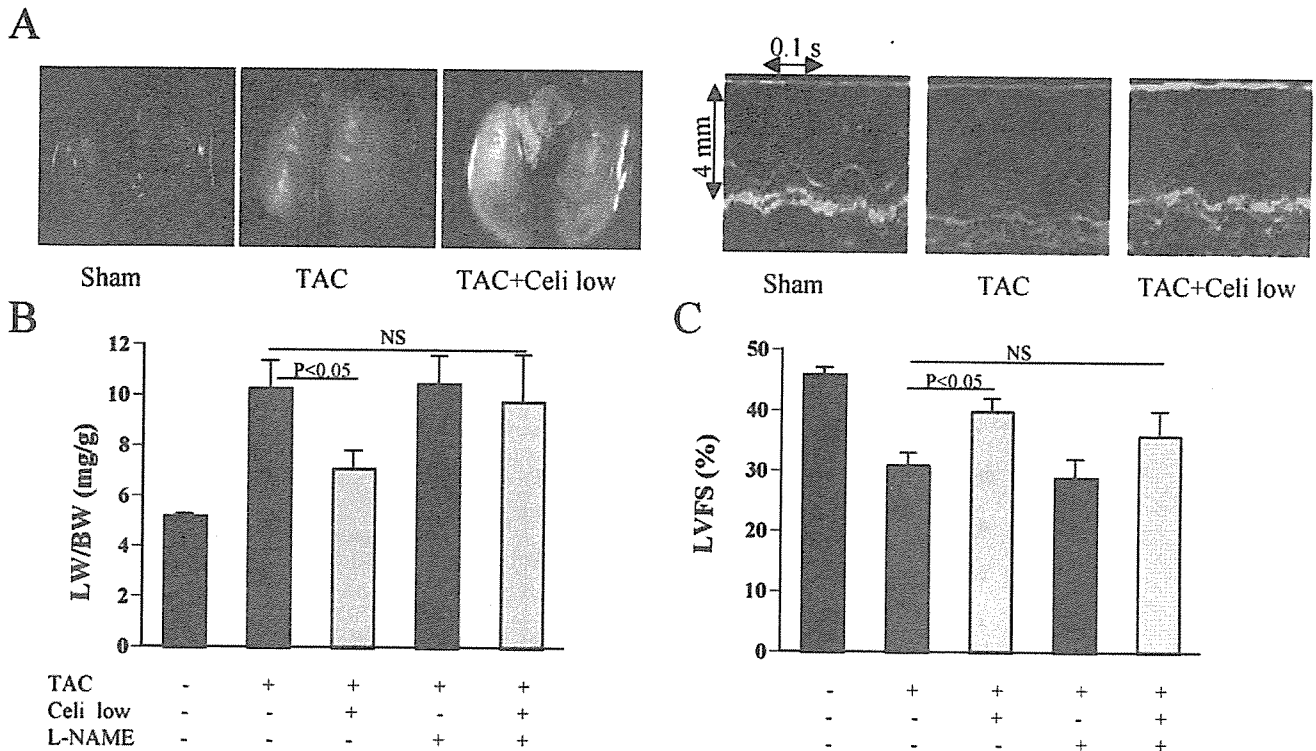 A
0.1 s
4 mm
Sham TAC TAC+Celi low
Sham TAC TAC+Celi low
B
NS
P<0.05
LW/BW (mg/g)
12
10
8
6
4
2
0
TAC - + + + +
Celi low - - + - +
L-NAME - - - + +
C
NS
P<0.05
LVFS (%)
50
40
30
20
10
0
- + + + +
- - + - +
- - - + +